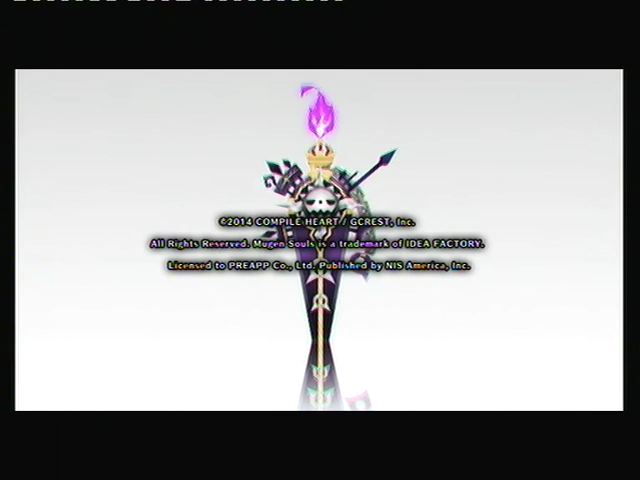 ©2014 COMPILE HEART / GCREST, Inc.
All Rights Reserved. Mugen Souls is a trademark of IDEA FACTORY.
Licensed to PREAPP Co., Ltd. Published by NIS America, Inc.